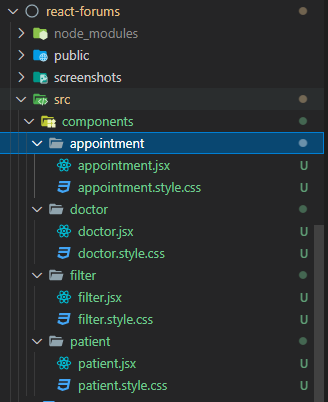 react-forums
node_modules
public
screenshots
src
components
appointment
appointment.jsx U
appointment.style.css U
doctor
doctor.jsx U
doctor.style.css U
filter
filter.jsx U
filter.style.css U
patient
patient.jsx U
patient.style.css U